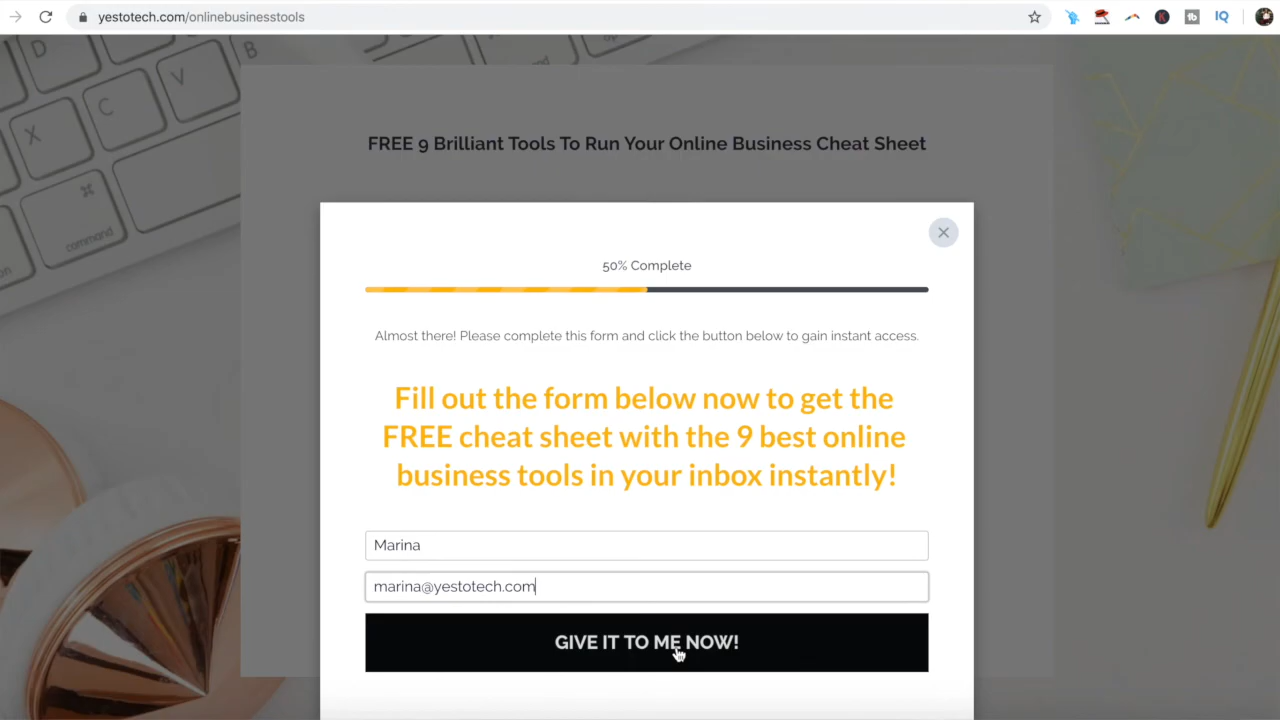 yestotech.com/onlinebusinesstools
K
tb
IQ
D
B
V
C
X
command
FREE 9 Brilliant Tools To Run Your Online Business Cheat Sheet
50% Complete
Almost there! Please complete this form and click the button below to gain instant access.
Fill out the form below now to get the
FREE cheat sheet with the 9 best online
business tools in your inbox instantly!
Marina
marina@yestotech.com
GIVE IT TO ME NOW!